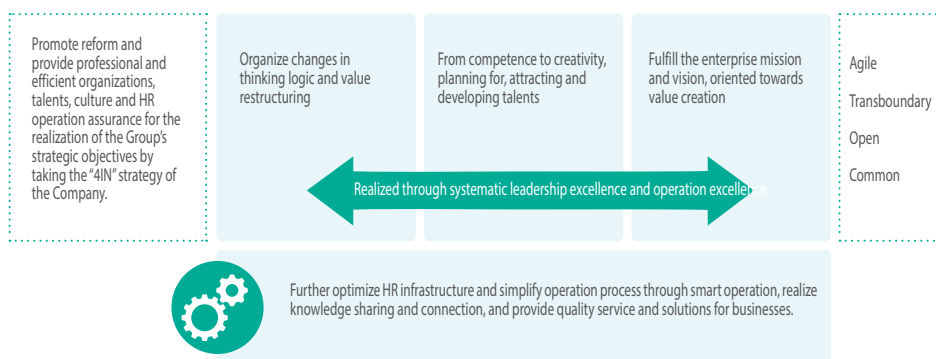 Promote reform and
provide professional and
efficient organizations,
talents, culture and HR
operation assurance for the
realization of the Group's
strategic objectives by
taking the “4IN” strategy of
the Company.
Organize changes in
thinking logic and value
restructuring
From competence to creativity,
planning for, attracting and
developing talents
Fulfill the enterprise mission
and vision, oriented towards
value creation
Agile
Transboundary
Open
Common
Realized through systematic leadership excellence and operation excellence
Further optimize HR infrastructure and simplify operation process through smart operation, realize
knowledge sharing and connection, and provide quality service and solutions for businesses.